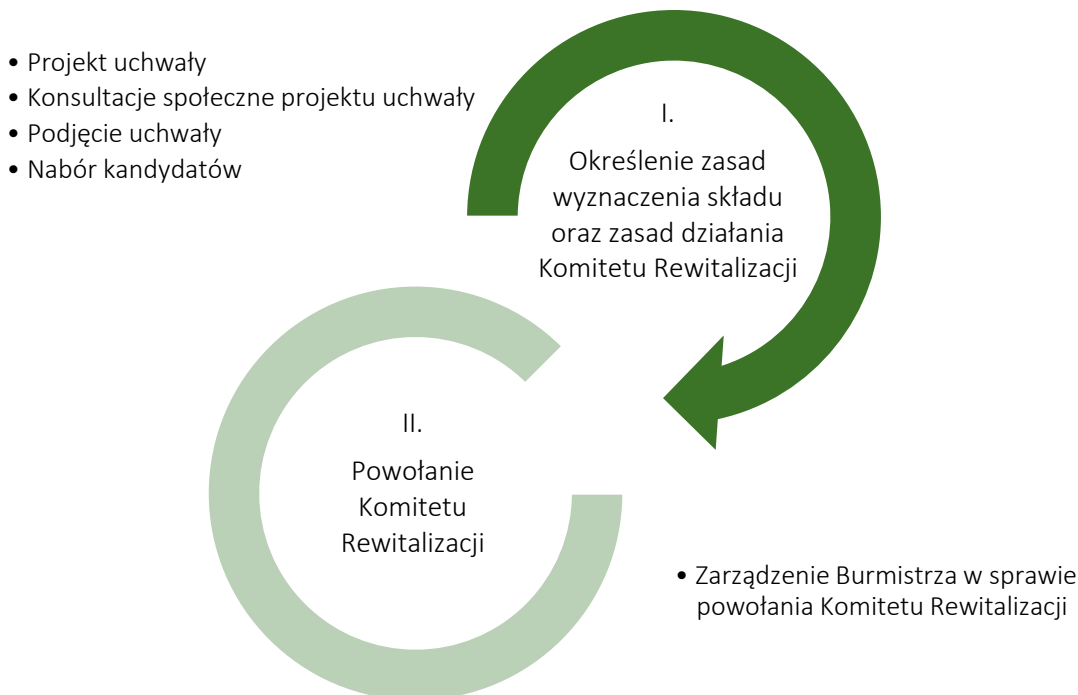 • Projekt uchwały
• Konsultacje społeczne projektu uchwały
• Podjęcie uchwały
• Nabór kandydatów
I.
Określenie zasad
wyznaczenia składu
oraz zasad działania
Komitetu Rewitalizacji
II.
Powołanie
Komitetu
Rewitalizacji
• Zarządzenie Burmistrza w sprawie
powołania Komitetu Rewitalizacji